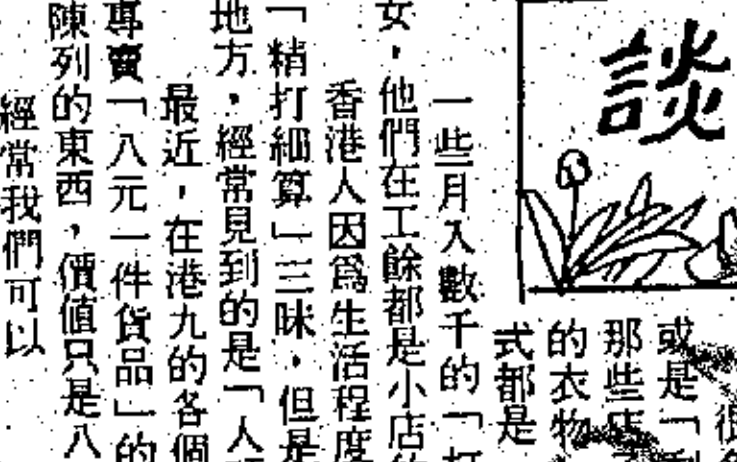 談
或是「
那些店
的衣物
式都是
一些月入數千的「打
女，他們在工餘都是小店
香港人因爲生活程度
「精打細算」三昧，但是
地方，經常見到的是「人
最近，在港九的各個
專賣「八元一件貨品」的
陳列的東西，價值只是八
經常我們可以